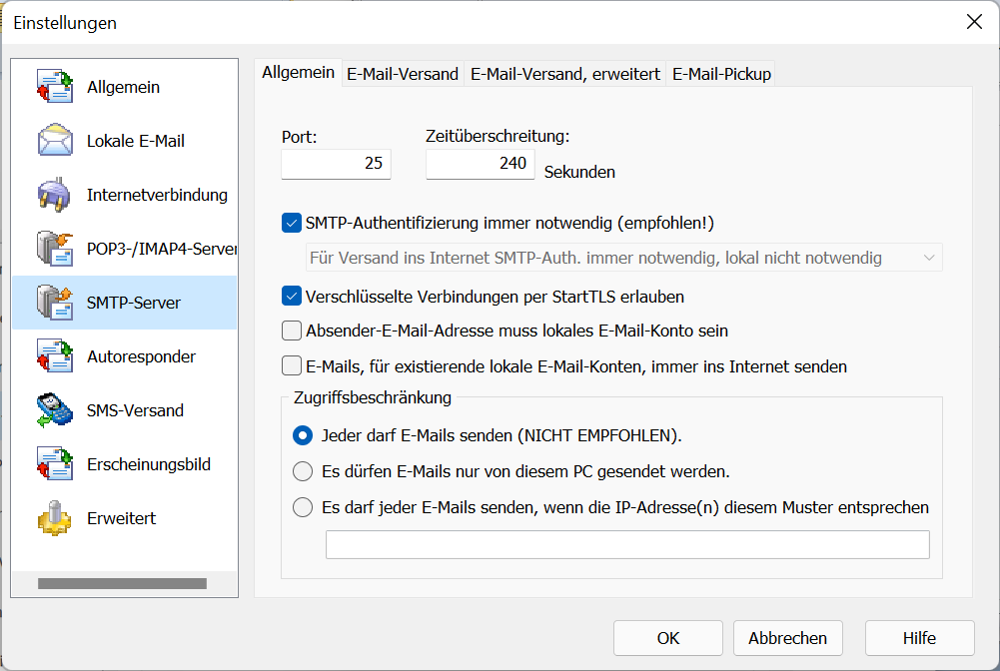 Einstellungen
Allgemein
Lokale E-Mail
Internetverbindung
POP3-/IMAP4-Server
SMTP-Server
Autoresponder
SMS-Versand
Erscheinungsbild
Erweitert
Allgemein E-Mail-Versand E-Mail-Versand, erweitert E-Mail-Pickup
Port: Zeitüberschreitung:
25 240 Sekunden
SMTP-Authentifizierung immer notwendig (empfohlen!)
Für Versand ins Internet SMTP-Auth. immer notwendig, lokal nicht notwendig
Verschlüsselte Verbindungen per StartTLS erlauben
Absender-E-Mail-Adresse muss lokales E-Mail-Konto sein
E-Mails, für existierende lokale E-Mail-Konten, immer ins Internet senden
Zugriffsbeschränkung
Jeder darf E-Mails senden (NICHT EMPFOHLEN).
Es dürfen E-Mails nur von diesem PC gesendet werden.
Es darf jeder E-Mails senden, wenn die IP-Adresse(n) diesem Muster entsprechen
OK Abbrechen Hilfe